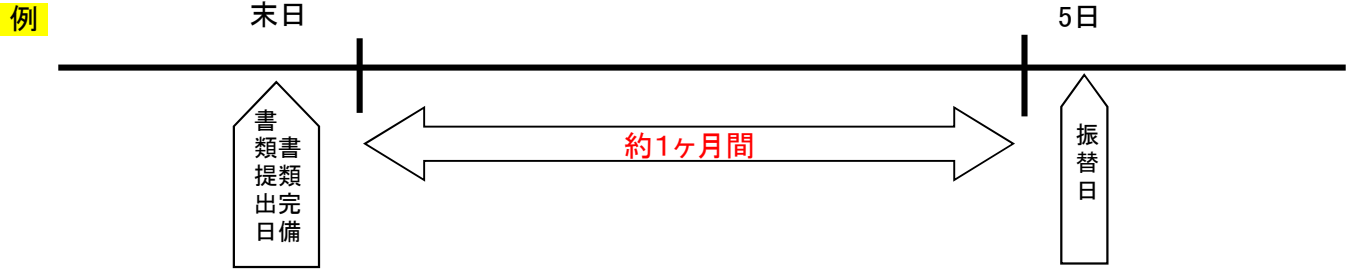 例
末日
5日
書類完備
書類提出日
約1ヶ月間
振替日